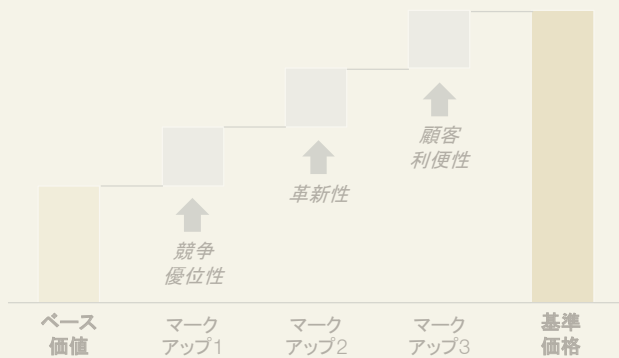 顧客
利便性
革新性
競争
優位性
ベース
価値
マーク
アップ1
マーク
アップ2
マーク
アップ3
基準
価格